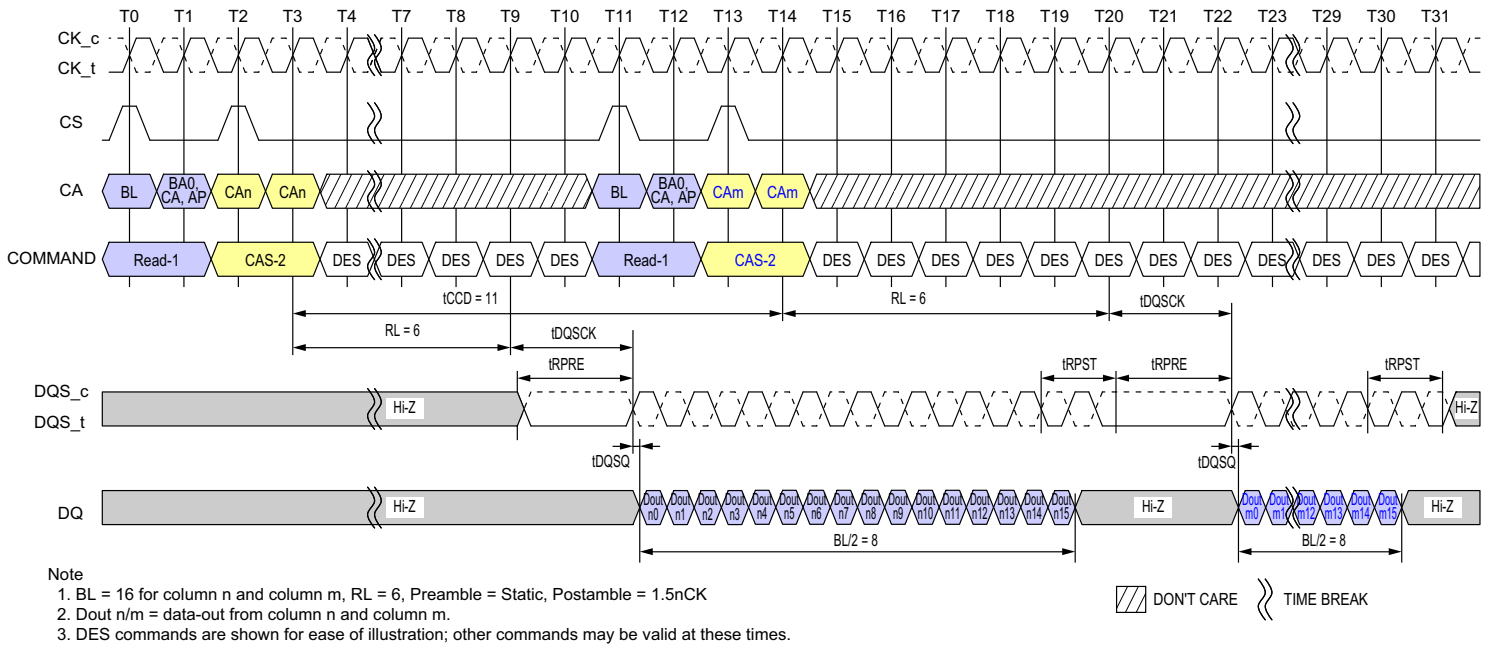 T0 T1 T2 T3 T4 T7 T8 T9 T10 T11 T12 T13 T14 T15 T16 T17 T18 T19 T20 T21 T22 T23 T29 T30 T31
CK_c
CK_t
CS
CA BL BA0, CA, AP CAn CAn BL BA0, CA, AP CAm CAm
COMMAND Read-1 CAS-2 DES DES DES DES DES Read-1 CAS-2 DES DES DES DES DES DES DES DES DES DES DES DES
tCCD = 11 RL = 6 tDQSCK
RL = 6 tDQSCK
tRPRE tRPST tRPRE tRPST
DQS_c
DQS_t
Hi-Z Hi-Z
tDQSQ tDQSQ
DQ Hi-Z Dout n0 Dout n1 Dout n2 Dout n3 Dout n4 Dout n5 Dout n6 Dout n7 Dout n8 Dout n9 Dout n10 Dout n11 Dout n12 Dout n13 Dout n14 Dout n15 Hi-Z Dout m0 Dout m1 Dout m12 Dout m13 Dout m14 Dout m15 Hi-Z
BL/2 = 8 BL/2 = 8
Note
1. BL = 16 for column n and column m, RL = 6, Preamble = Static, Postamble = 1.5nCK
2. Dout n/m = data-out from column n and column m.
3. DES commands are shown for ease of illustration; other commands may be valid at these times.
DON'T CARE TIME BREAK